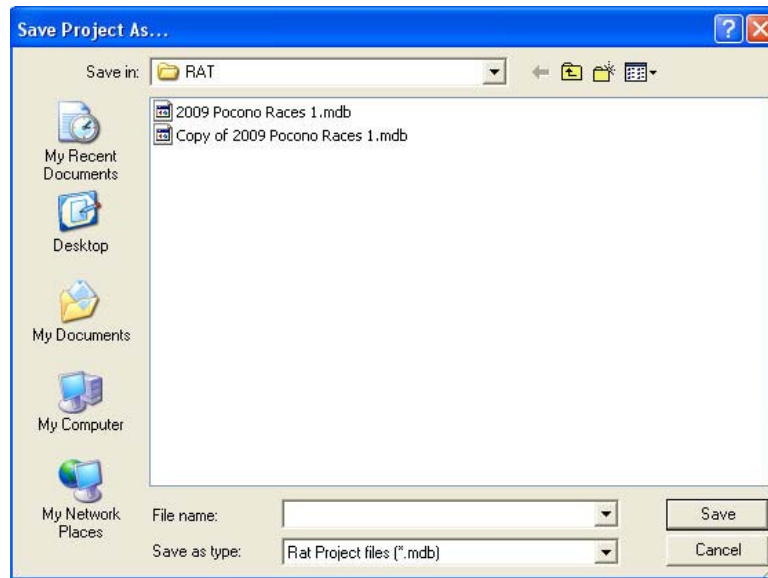 Save Project As...
Save in: RAT
2009 Pocono Races 1.mdb
Copy of 2009 Pocono Races 1.mdb
My Recent
Documents
Desktop
My Documents
My Computer
My Network
Places
File name:
Save
Save as type: Rat Project files (*.mdb)
Cancel